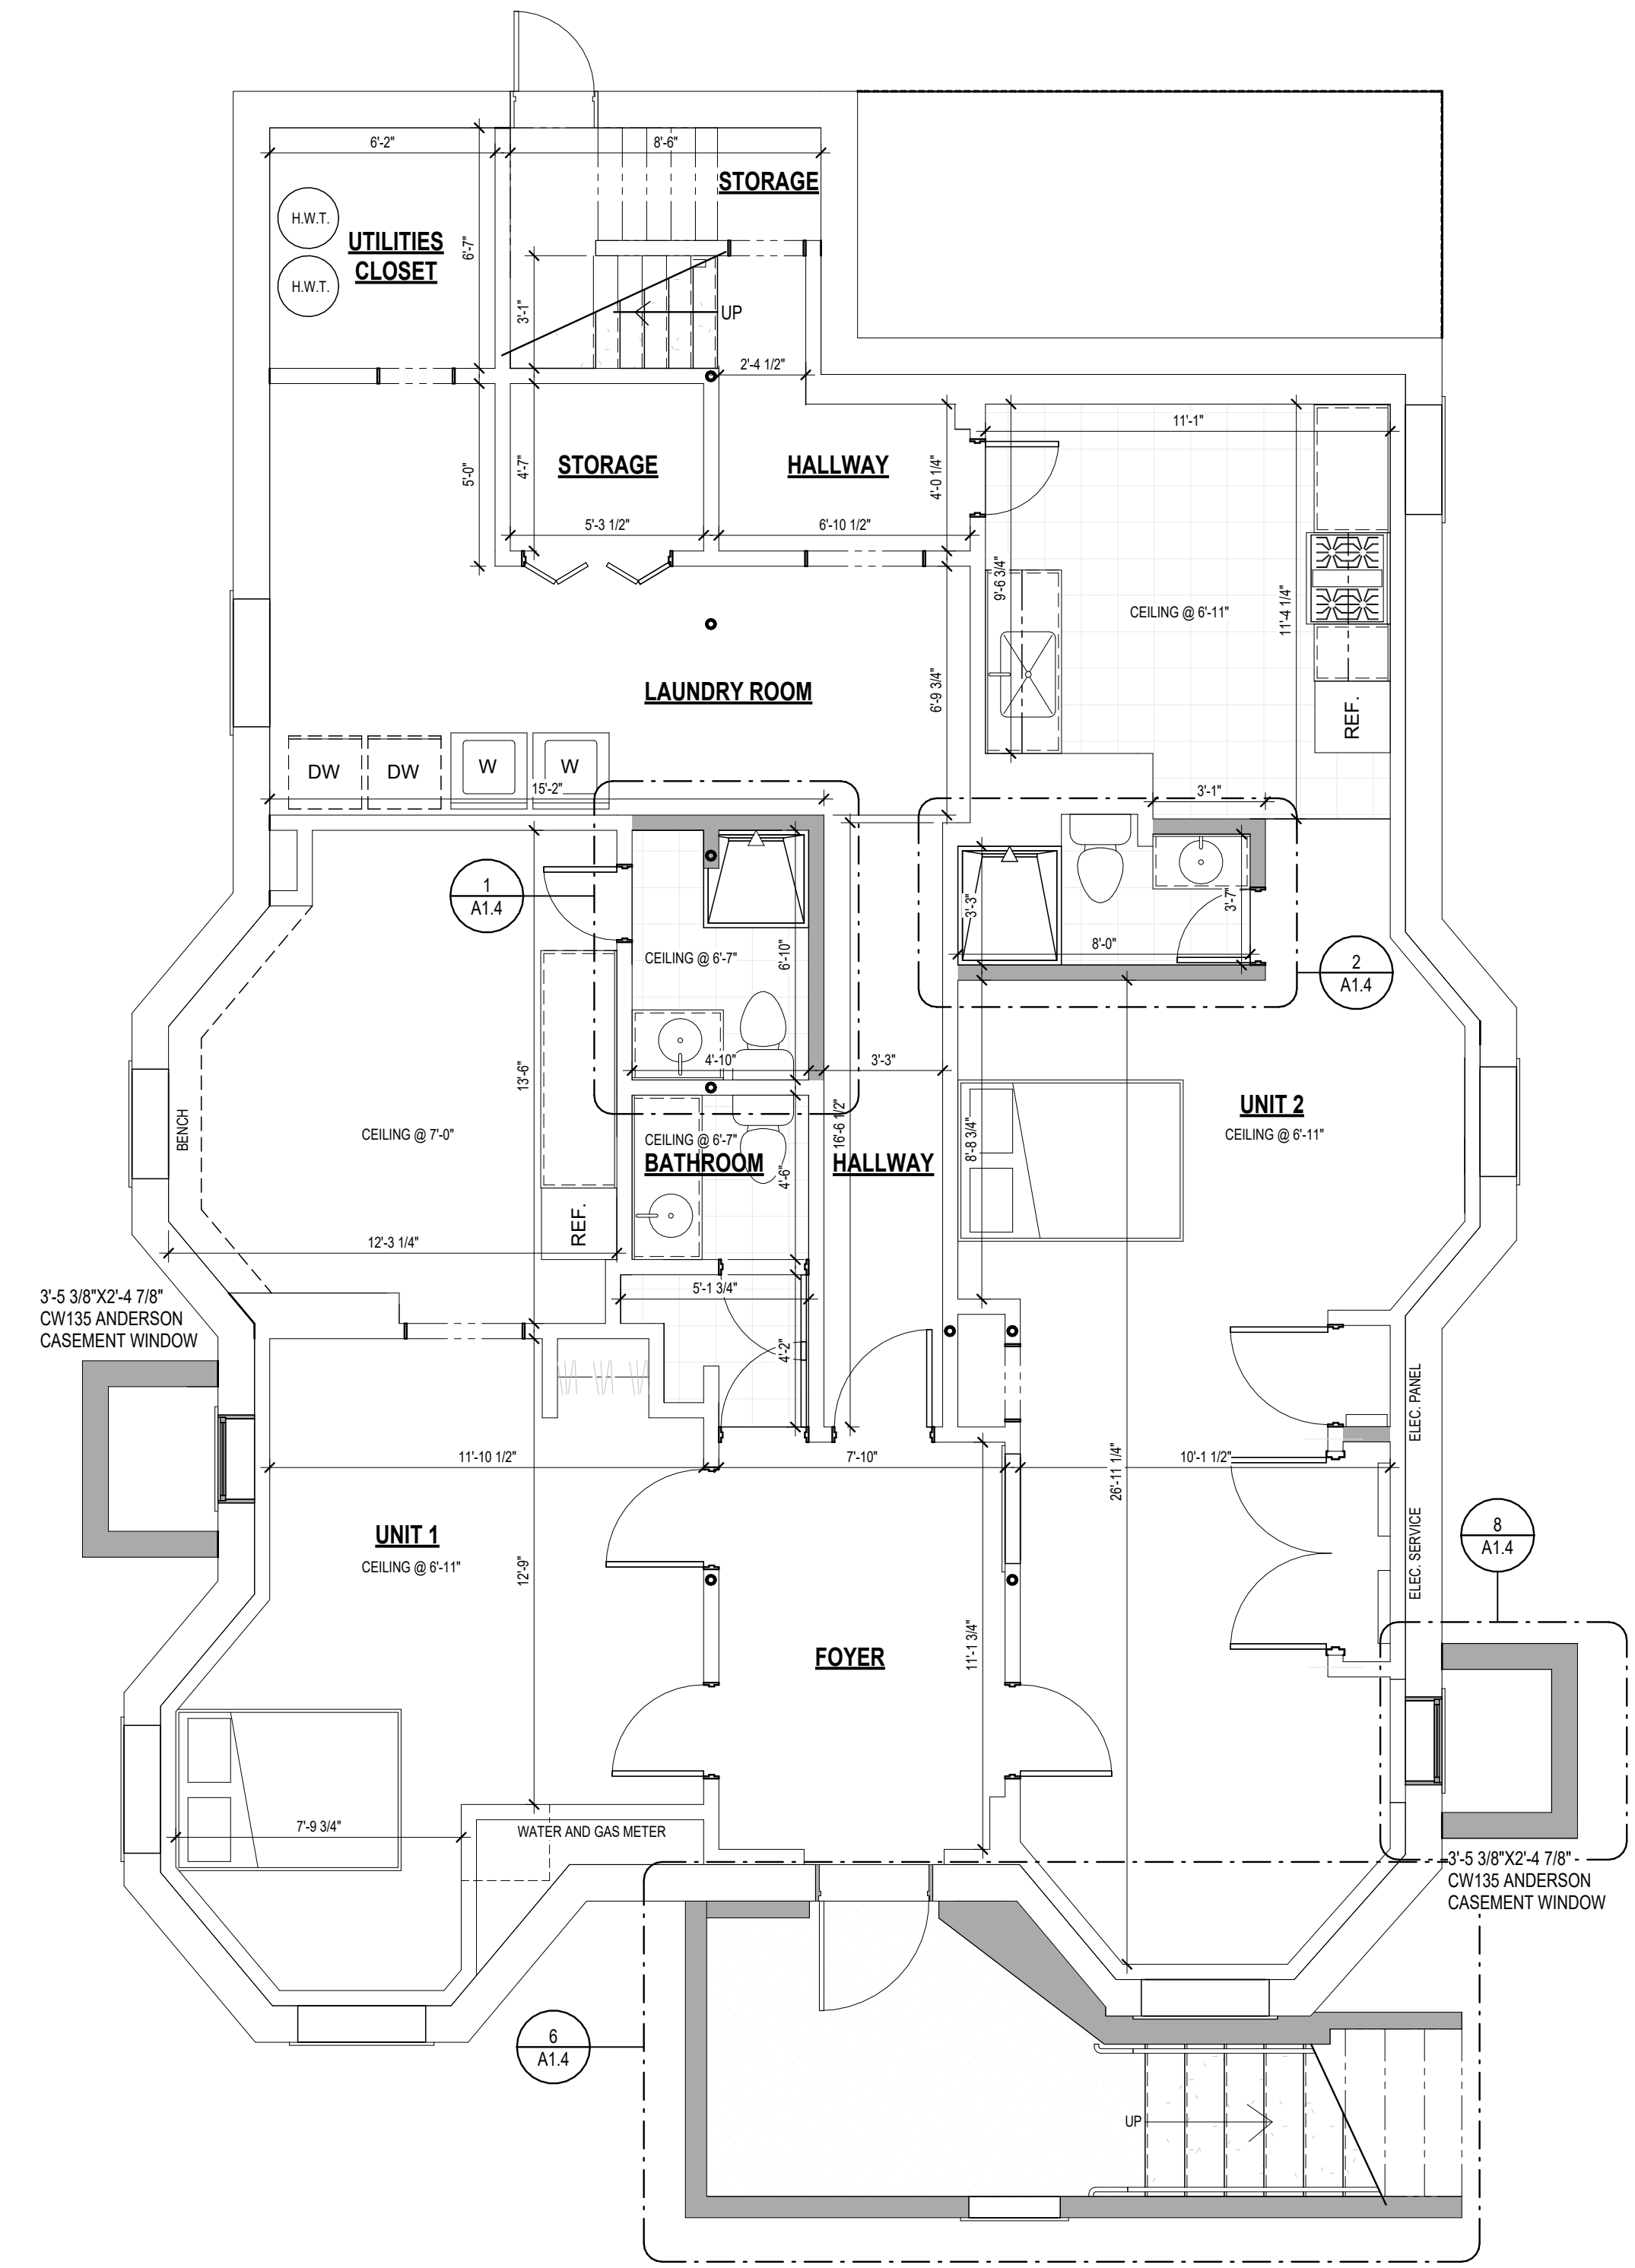 6'-2"
8'-6"
STORAGE
H.W.T.
UTILITIES
CLOSET
6'-7"
H.W.T.
3'-1"
UP
2'-4 1/2"
11'-1"
STORAGE
HALLWAY
5'-0"
4'-7"
4'-0 1/4"
5'-3 1/2"
6'-10 1/2"
9'-6 3/4"
CEILING @ 6'-11"
11'-4 1/4"
LAUNDRY ROOM
6'-9 3/4"
REF.
DW
DW
W
W
15'-2"
3'-1"
1
A1.4
3'-3"
3'-7"
CEILING @ 6'-7"
6'-10"
8'-0"
2
A1.4
4'-10"
3'-3"
13'-6"
BENCH
CEILING @ 7'-0"
CEILING @ 6'-7"
BATHROOM
4'-6"
16'-6 1/2"
HALLWAY
8'-8 3/4"
UNIT 2
CEILING @ 6'-11"
REF.
12'-3 1/4"
5'-1 3/4"
3'-5 3/8"X2'-4 7/8"
CW135 ANDERSON
CASEMENT WINDOW
4'-2"
ELEC. PANEL
11'-10 1/2"
7'-10"
10'-1 1/2"
26'-11 1/4"
UNIT 1
CEILING @ 6'-11"
12'-9"
ELEC. SERVICE
8
A1.4
FOYER
11'-1 3/4"
7'-9 3/4"
WATER AND GAS METER
3'-5 3/8"X2'-4 7/8"
CW135 ANDERSON
CASEMENT WINDOW
6
A1.4
UP